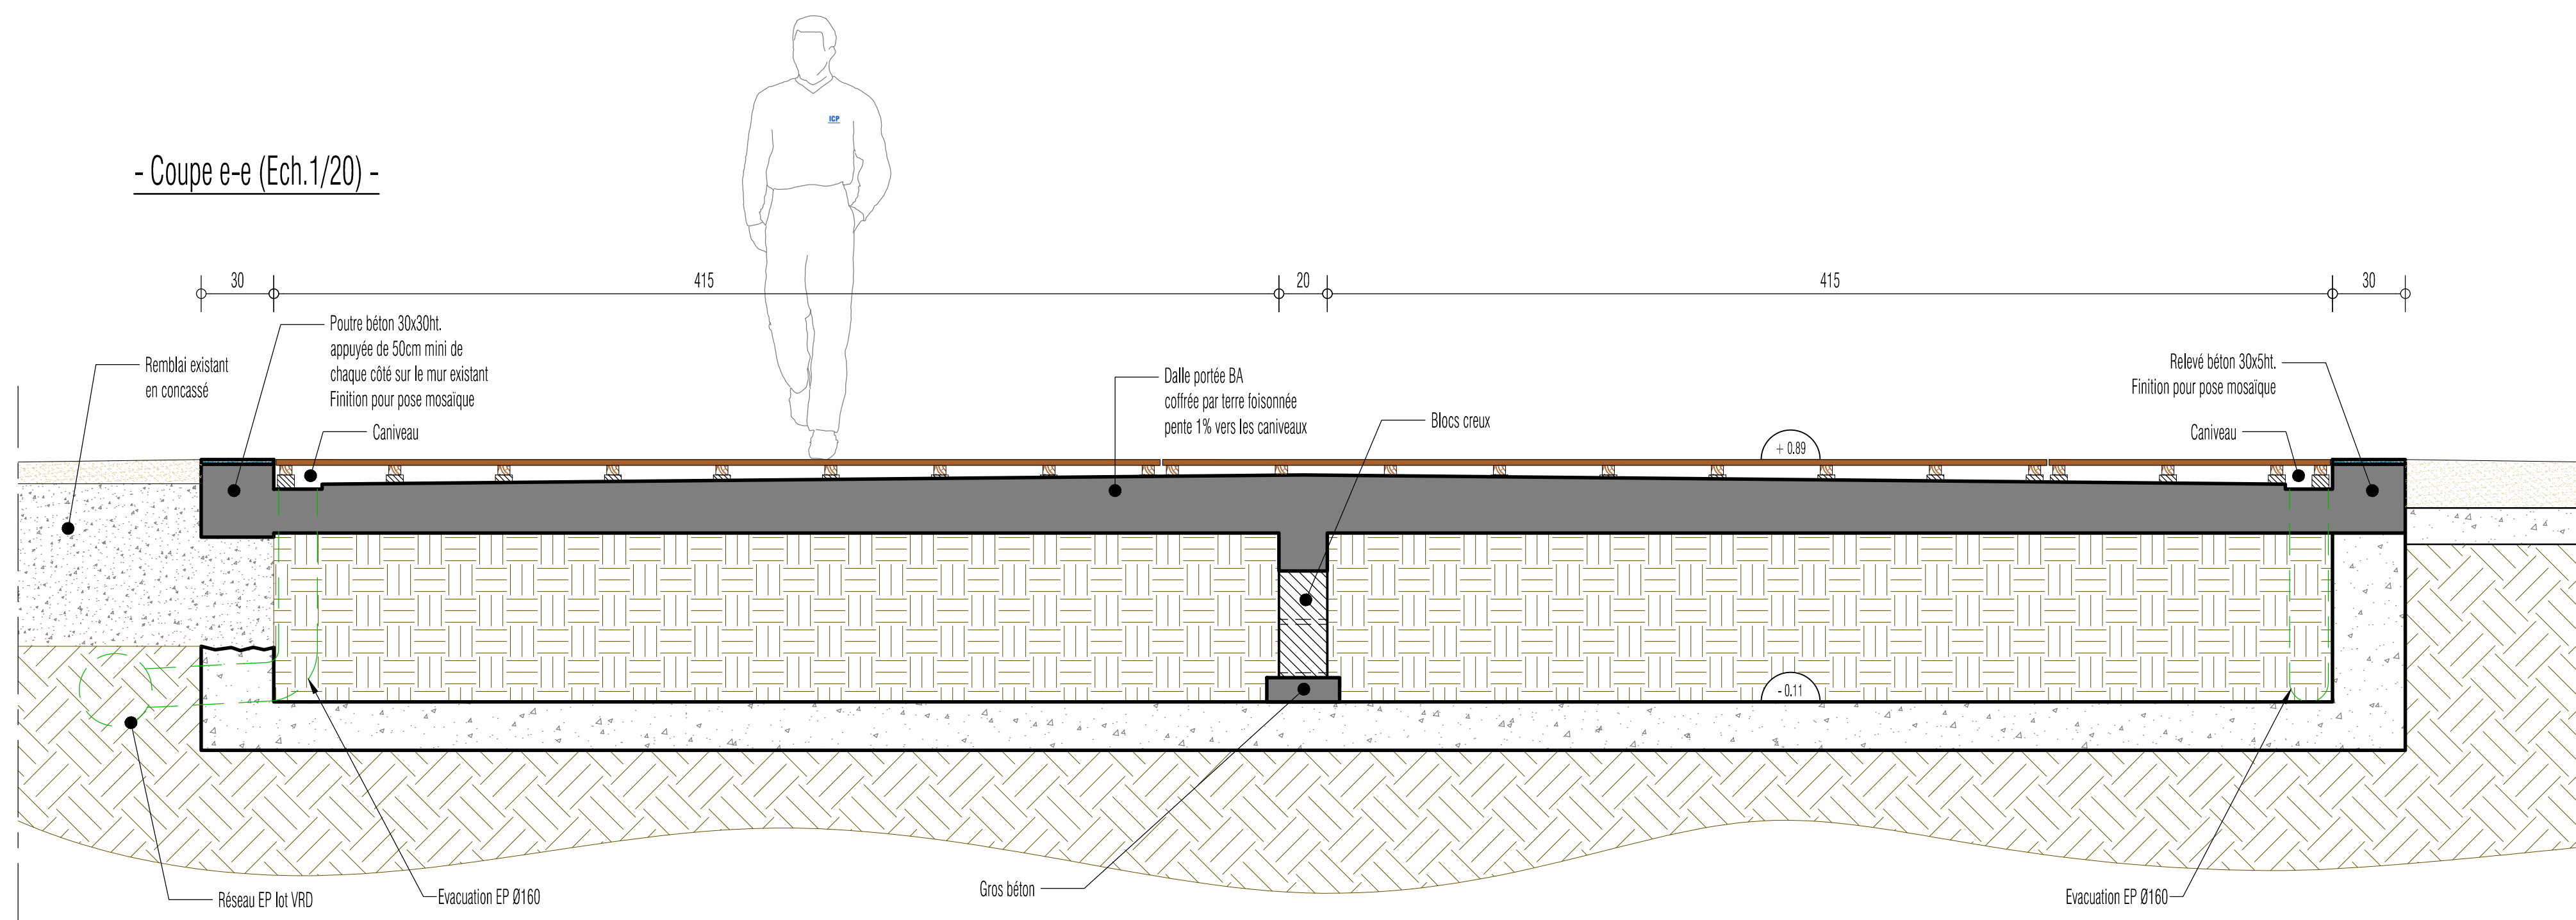 ICP
- Coupe e-e (Ech.1/20) -
30
415
20
415
30
Poutre béton 30x30ht.
appuyée de 50cm mini de
chaque côté sur le mur existant
Finition pour pose mosaïque
Remblai existant
en concassé
Caniveau
Dalle portée BA
coffrée par terre foisonnée
pente 1% vers les caniveaux
Blocs creux
Relevé béton 30x5ht.
Finition pour pose mosaïque
Caniveau
+ 0.89
- 0.11
Réseau EP lot VRD
Evacuation EP Ø160
Gros béton
Evacuation EP Ø160